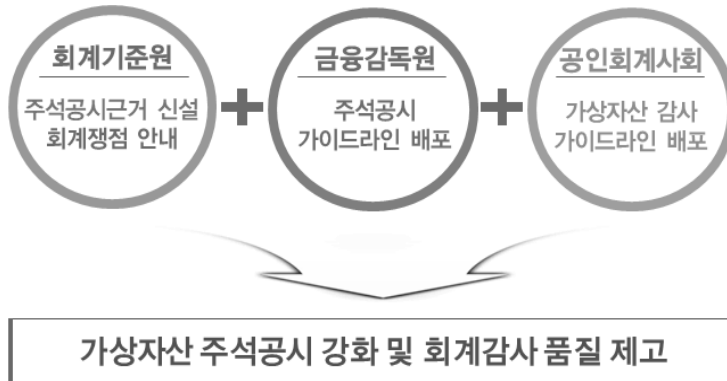 회계기준원
주석공시근거 신설
회계쟁점 안내
+
금융감독원
주석공시
가이드라인 배포
+
공인회계사회
가상자산 감사
가이드라인 배포
가상자산 주석공시 강화 및 회계감사 품질 제고